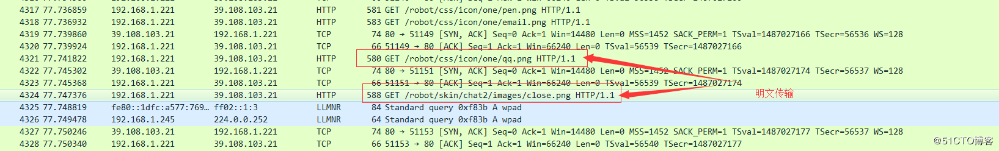 4317 77.736859 192.168.1.221 39.108.103.21 HTTP 581 GET /robot/css/icon/one/pen.png HTTP/1.1
4318 77.736932 192.168.1.221 39.108.103.21 HTTP 583 GET /robot/css/icon/one/email.png HTTP/1.1
4319 77.739860 39.108.103.21 192.168.1.221 TCP 74 80 → 51149 [SYN, ACK] Seq=0 Ack=1 Win=14480 Len=0 MSS=1452 SACK_PERM=1 TSval=1487027166 TSecr=56536 WS=128
4320 77.739924 192.168.1.221 39.108.103.21 TCP 66 51149 → 80 [ACK] Seq=1 Ack=1 Win=66240 Len=0 TSval=56539 TSecr=1487027166
4321 77.741822 192.168.1.221 39.108.103.21 HTTP 580 GET /robot/css/icon/one/qq.png HTTP/1.1
4322 77.745302 39.108.103.21 192.168.1.221 TCP 74 80 → 51151 [SYN, ACK] Seq=0 Ack=1 Win=14480 Len=0 MSS=1452 SACK_PERM=1 TSval=1487027174 TSecr=56537 WS=128
4323 77.745368 192.168.1.221 39.108.103.21 TCP 66 51151 → 80 [ACK] Seq=1 Ack=1 Win=66240 Len=0 TSval=56539 TSecr=1487027174
4324 77.747376 192.168.1.221 39.108.103.21 HTTP 588 GET /robot/skin/chat2/images/close.png HTTP/1.1 明文传输
4325 77.748819 fe80::1dfc:a577:769… ff02::1:3 LLMNR 84 Standard query 0xf83b A wpad
4326 77.749478 192.168.1.245 224.0.0.252 LLMNR 64 Standard query 0xf83b A wpad
4327 77.750246 39.108.103.21 192.168.1.221 TCP 74 80 → 51153 [SYN, ACK] Seq=0 Ack=1 Win=14480 Len=0 MSS=1452 SACK_PERM=1 TSval=1487027177 TSecr=56537 WS=128
4328 77.750340 192.168.1.221 39.108.103.21 TCP 66 51153 → 80 [ACK] Seq=1 Ack=1 Win=66240 Len=0 TSval=56540 TSecr=1487027177
@51CTO博客